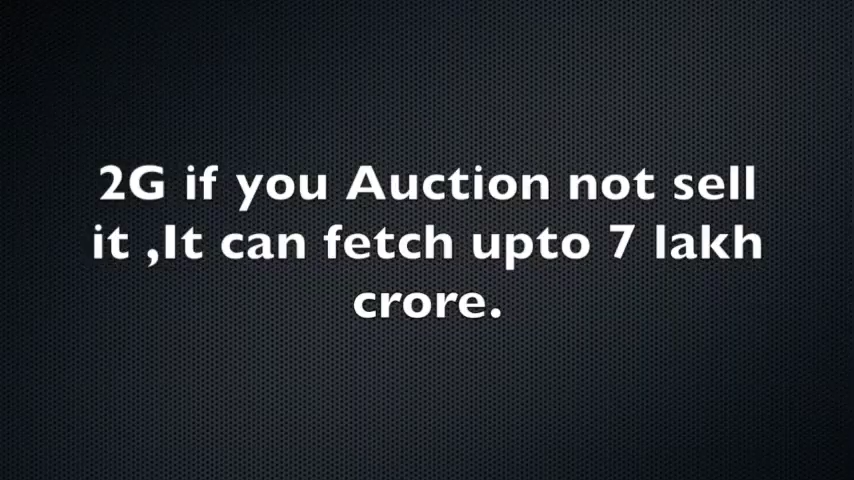 2G if you Auction not sell
it ,It can fetch upto 7 lakh
crore.